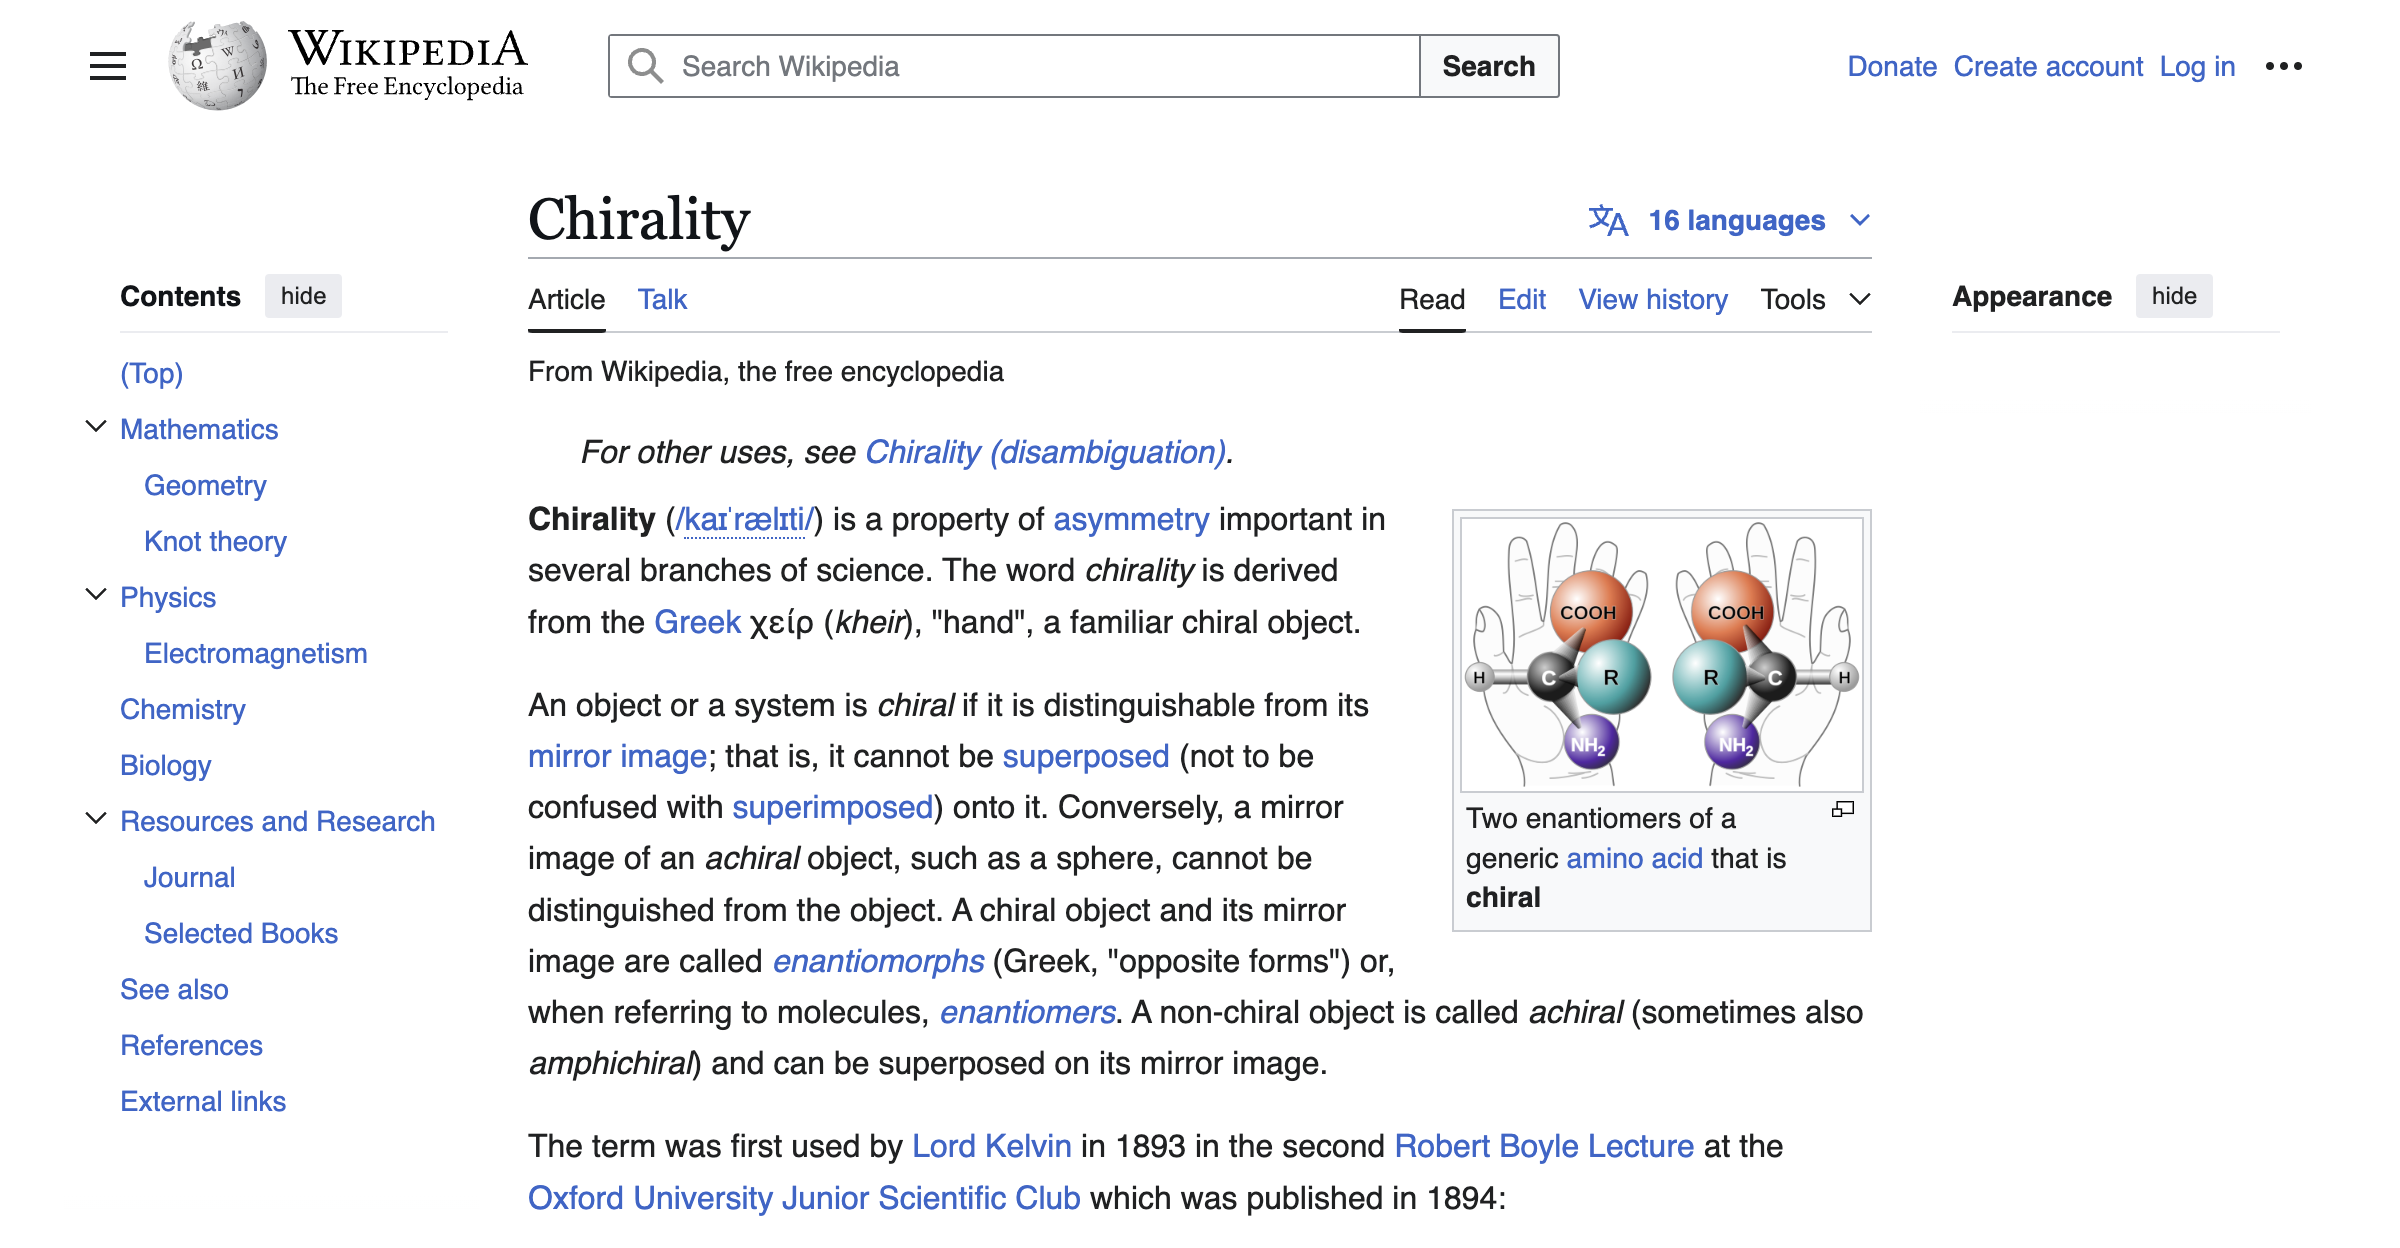 WIKIPEDIA
The Free Encyclopedia
Search Wikipedia
Search
Donate Create account Log in
Chirality
16 languages
Contents hide
(Top)
Mathematics
Geometry
Knot theory
Physics
Electromagnetism
Chemistry
Biology
Resources and Research
Journal
Selected Books
See also
References
External links
Article Talk
Read Edit View history Tools
Appearance hide
From Wikipedia, the free encyclopedia
For other uses, see Chirality (disambiguation).
Chirality (/kaɪˈrælɪti/) is a property of asymmetry important in
several branches of science. The word chirality is derived
from the Greek χείρ (kheir), "hand", a familiar chiral object.
An object or a system is chiral if it is distinguishable from its
mirror image; that is, it cannot be superposed (not to be
confused with superimposed) onto it. Conversely, a mirror
image of an achiral object, such as a sphere, cannot be
distinguished from the object. A chiral object and its mirror
image are called enantiomorphs (Greek, "opposite forms") or,
when referring to molecules, enantiomers. A non-chiral object is called achiral (sometimes also
amphichiral) and can be superposed on its mirror image.
The term was first used by Lord Kelvin in 1893 in the second Robert Boyle Lecture at the
Oxford University Junior Scientific Club which was published in 1894:
COOH COOH
H C R R C H
NH₂ NH₂
Two enantiomers of a
generic amino acid that is
chiral